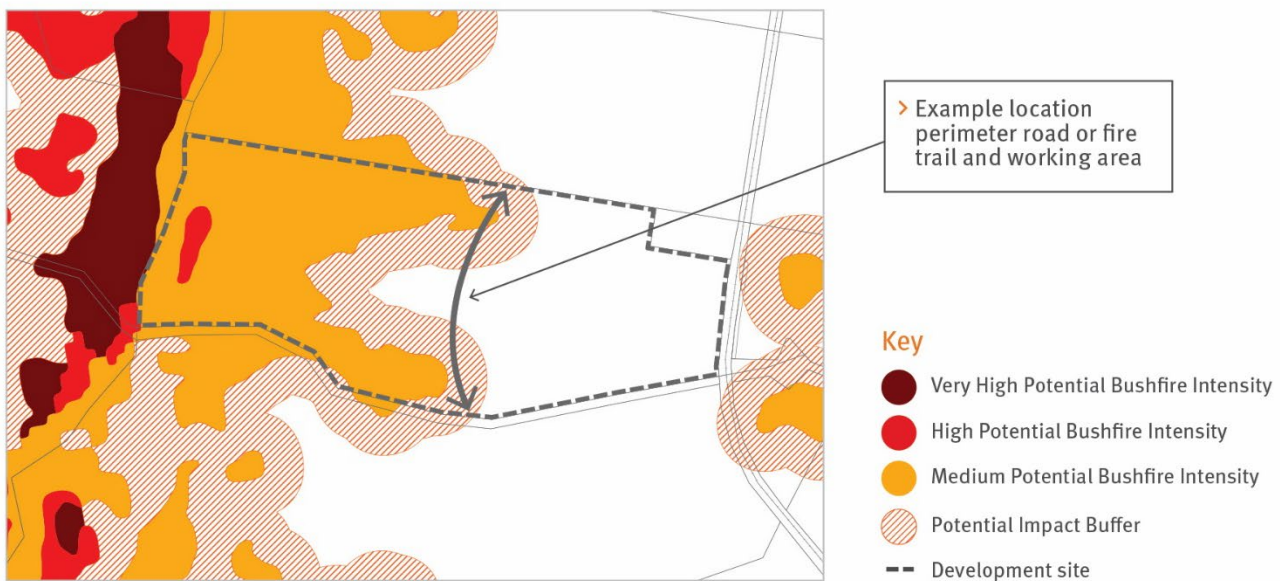 > Example location
perimeter road or fire
trail and working area
Key
Very High Potential Bushfire Intensity
High Potential Bushfire Intensity
Medium Potential Bushfire Intensity
Potential Impact Buffer
Development site